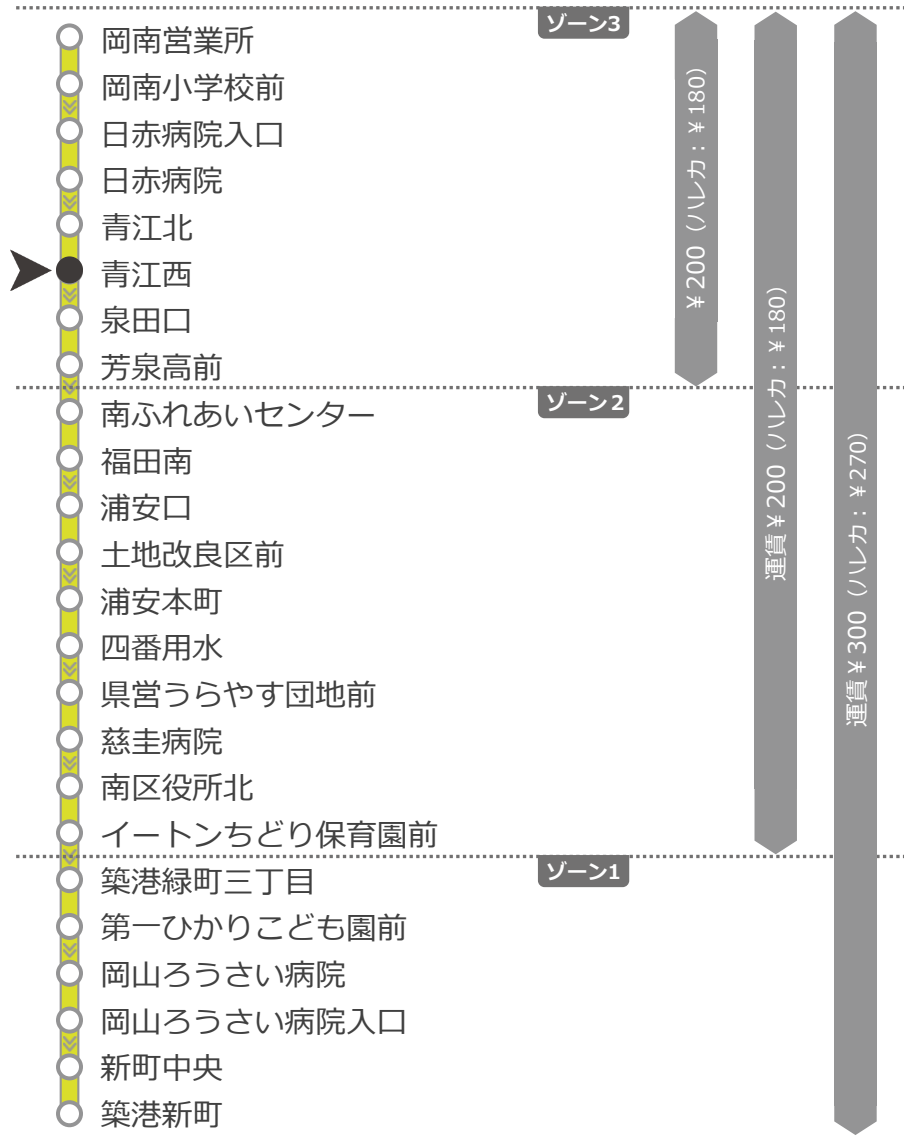 ゾーン3
岡南営業所
岡南小学校前
日赤病院入口
日赤病院
青江北
青江西
泉田口
芳泉高前
ゾーン2
南ふれあいセンター
福田南
浦安口
土地改良区前
浦安本町
四番用水
県営うらやす団地前
慈圭病院
南区役所北
イートンちどり保育園前
ゾーン1
築港緑町三丁目
第一ひかりこども園前
岡山ろうさい病院
岡山ろうさい病院入口
新町中央
築港新町
¥200（ハレカ：¥180）
運賃¥200（ハレカ：¥180）
運賃¥300（ハレカ：¥270）